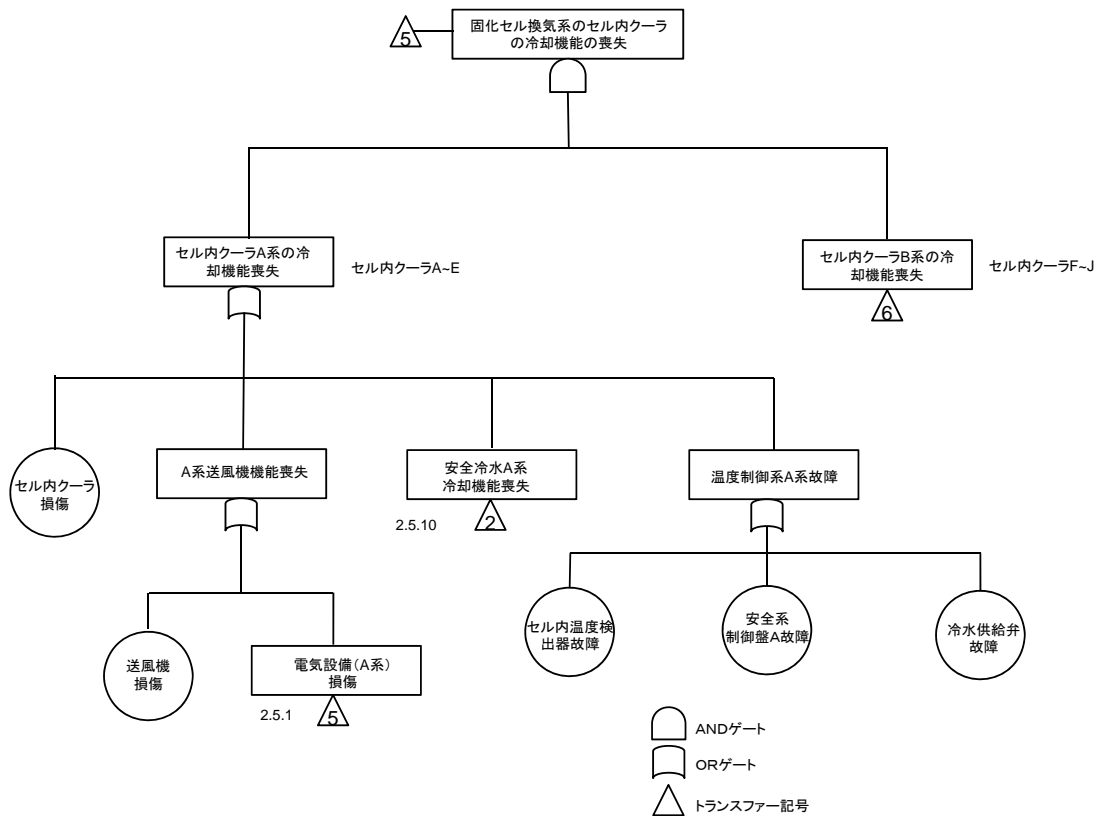 固化セル換気系のセル内クーラ
の冷却機能の喪失
5
セル内クーラA系の冷
却機能喪失
セル内クーラA~E
セル内クーラB系の冷
却機能喪失
セル内クーラF~J
6
セル内クーラ
損傷
A系送風機機能喪失
安全冷水A系
冷却機能喪失
2.5.10
2
温度制御系A系故障
送風機
損傷
電気設備(A系)
損傷
2.5.1
5
セル内温度検
出器故障
安全系
制御盤A故障
冷水供給弁
故障
ANDゲート
ORゲート
トランスファー記号